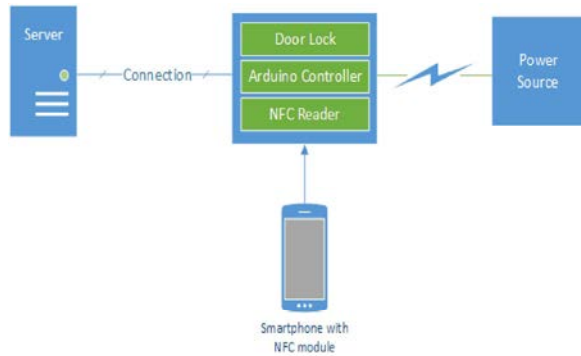 Server
Connection
Door Lock
Arduino Controller
NFC Reader
Power
Source
Smartphone with
NFC module